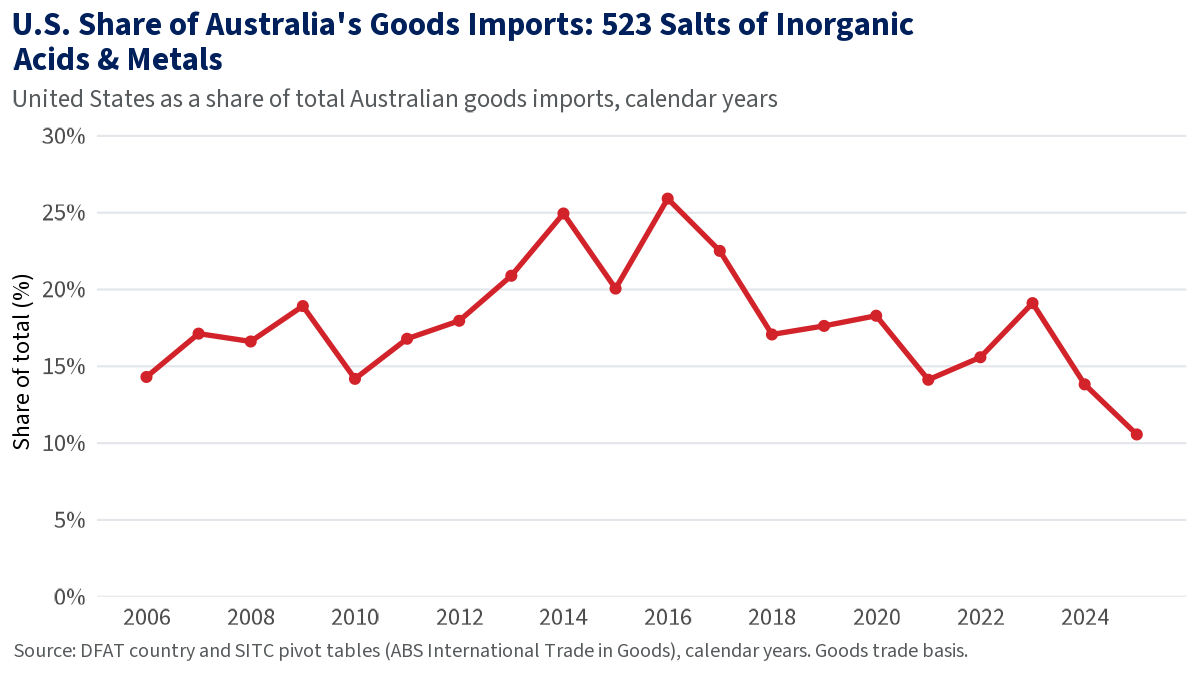 U.S. Share of Australia's Goods Imports: 523 Salts of Inorganic
Acids & Metals
United States as a share of total Australian goods imports, calendar years
Share of total (%)
30%
25%
20%
15%
10%
5%
0%
2006 2008 2010 2012 2014 2016 2018 2020 2022 2024
Source: DFAT country and SITC pivot tables (ABS International Trade in Goods), calendar years. Goods trade basis.